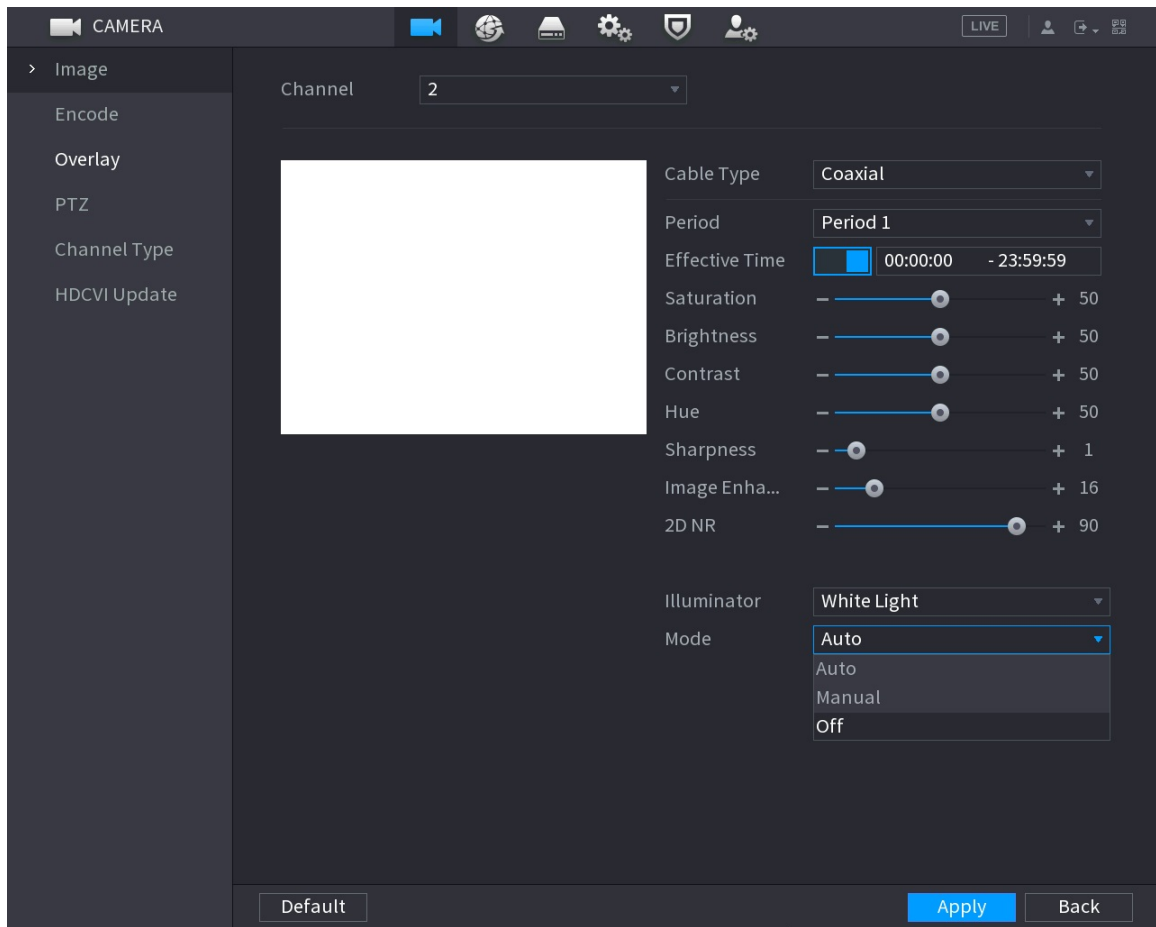 CAMERA
LIVE
Image
Encode
Overlay
PTZ
Channel Type
HDCVI Update
Channel 2
Cable Type Coaxial
Period Period 1
Effective Time 00:00:00 - 23:59:59
Saturation 50
Brightness 50
Contrast 50
Hue 50
Sharpness 1
Image Enha... 16
2D NR 90
Illuminator White Light
Mode Auto
Auto
Manual
Off
Default Apply Back